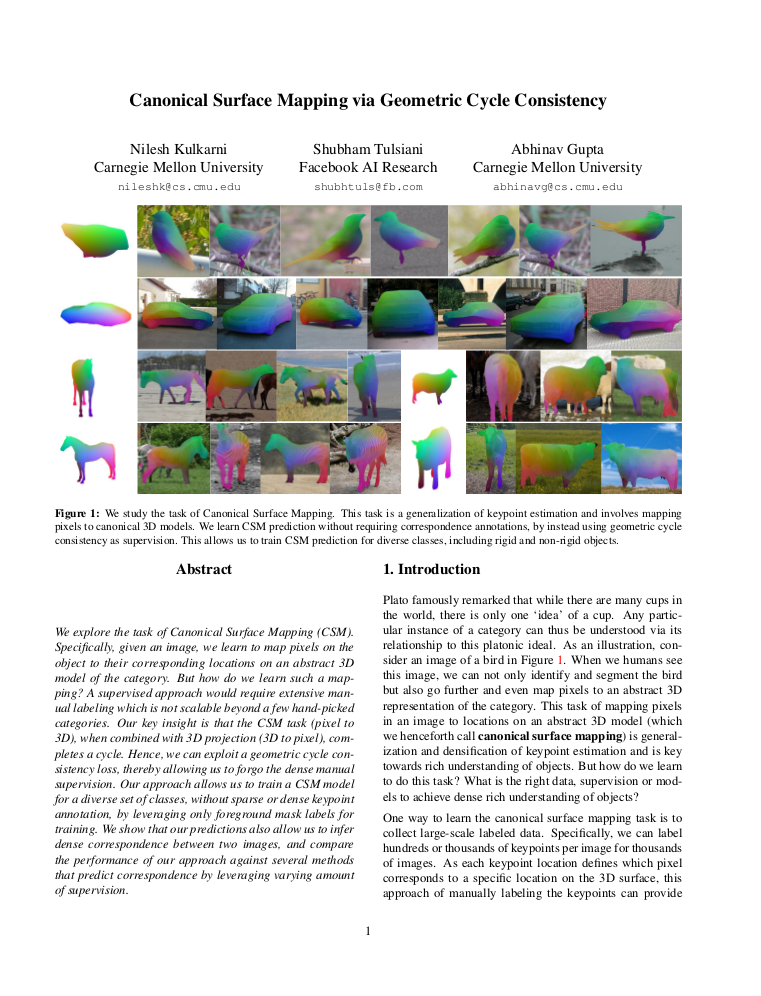 Canonical Surface Mapping via Geometric Cycle Consistency
Nilesh Kulkarni
Carnegie Mellon University
nileshk@cs.cmu.edu
Shubham Tulsiani
Facebook AI Research
shubhtuls@fb.com
Abhinav Gupta
Carnegie Mellon University
abhinavg@cs.cmu.edu
Figure 1: We study the task of Canonical Surface Mapping. This task is a generalization of keypoint estimation and involves mapping
pixels to canonical 3D models. We learn CSM prediction without requiring correspondence annotations, by instead using geometric cycle
consistency as supervision. This allows us to train CSM prediction for diverse classes, including rigid and non-rigid objects.
Abstract
We explore the task of Canonical Surface Mapping (CSM).
Specifically, given an image, we learn to map pixels on the
object to their corresponding locations on an abstract 3D
model of the category. But how do we learn such a map-
ping? A supervised approach would require extensive man-
ual labeling which is not scalable beyond a few hand-picked
categories. Our key insight is that the CSM task (pixel to
3D), when combined with 3D projection (3D to pixel), com-
pletes a cycle. Hence, we can exploit a geometric cycle con-
sistency loss, thereby allowing us to forgo the dense manual
supervision. Our approach allows us to train a CSM model
for a diverse set of classes, without sparse or dense keypoint
annotation, by leveraging only foreground mask labels for
training. We show that our predictions also allow us to infer
dense correspondence between two images, and compare
the performance of our approach against several methods
that predict correspondence by leveraging varying amount
of supervision.
1. Introduction
Plato famously remarked that while there are many cups in
the world, there is only one ‘idea’ of a cup. Any partic-
ular instance of a category can thus be understood via its
relationship to this platonic ideal. As an illustration, con-
sider an image of a bird in Figure 1. When we humans see
this image, we can not only identify and segment the bird
but also go further and even map pixels to an abstract 3D
representation of the category. This task of mapping pixels
in an image to locations on an abstract 3D model (which
we henceforth call canonical surface mapping) is general-
ization and densification of keypoint estimation and is key
towards rich understanding of objects. But how do we learn
to do this task? What is the right data, supervision or mod-
els to achieve dense rich understanding of objects?
One way to learn the canonical surface mapping task is to
collect large-scale labeled data. Specifically, we can label
hundreds or thousands of keypoints per image for thousands
of images. As each keypoint location defines which pixel
corresponds to a specific location on the 3D surface, this
approach of manually labeling the keypoints can provide
1